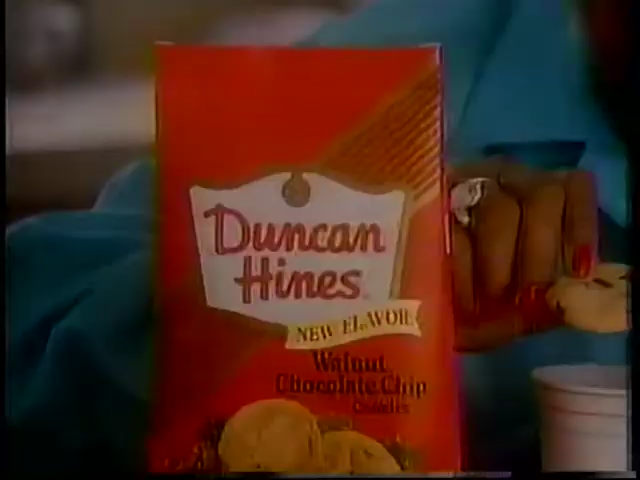 Duncan
Hines
NEW FLAVOR
Walnut
Chocolate Chip
Cookies